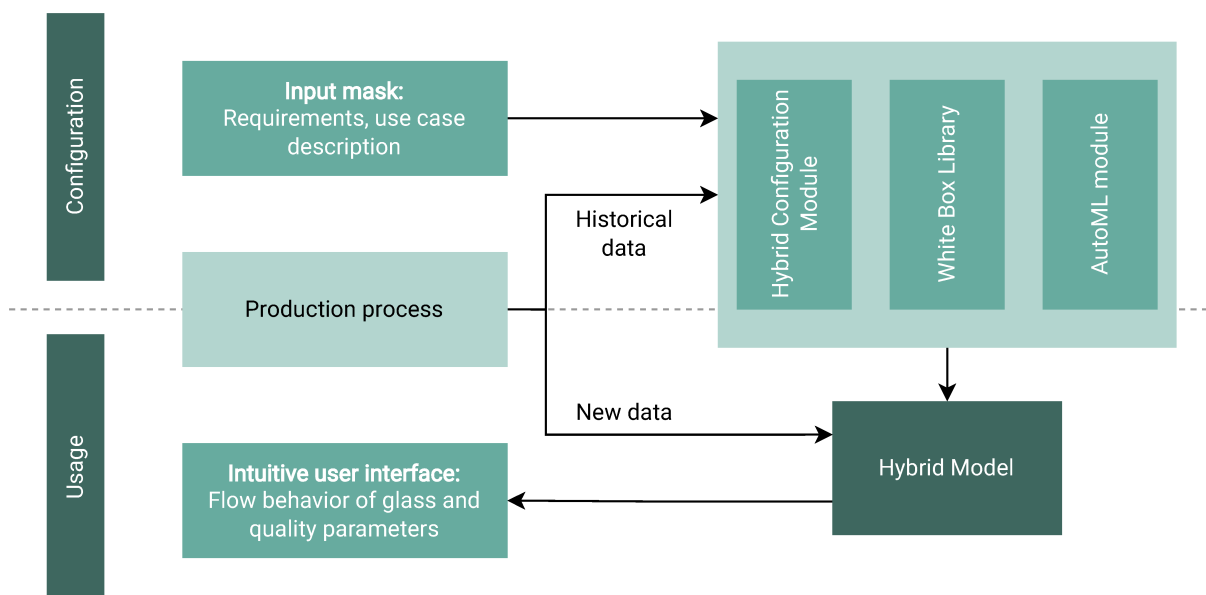 Configuration
Input mask:
Requirements, use case
description
Historical
data
Production process
Hybrid Configuration
Module
White Box Library
AutoML module
Usage
New data
Intuitive user interface:
Flow behavior of glass and
quality parameters
Hybrid Model